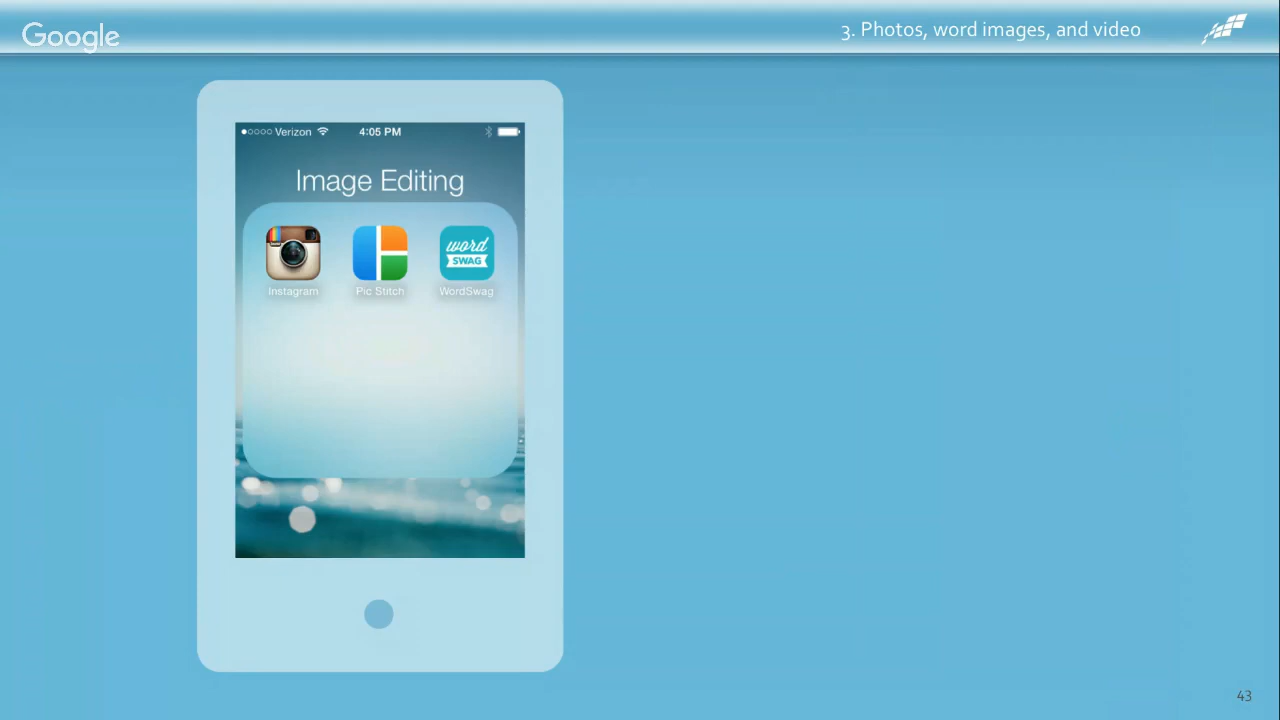 Google
3. Photos, word images, and video
Verizon 4:05 PM
Image Editing
word
SWAG
Instagram Pic Stitch WordSwag
43